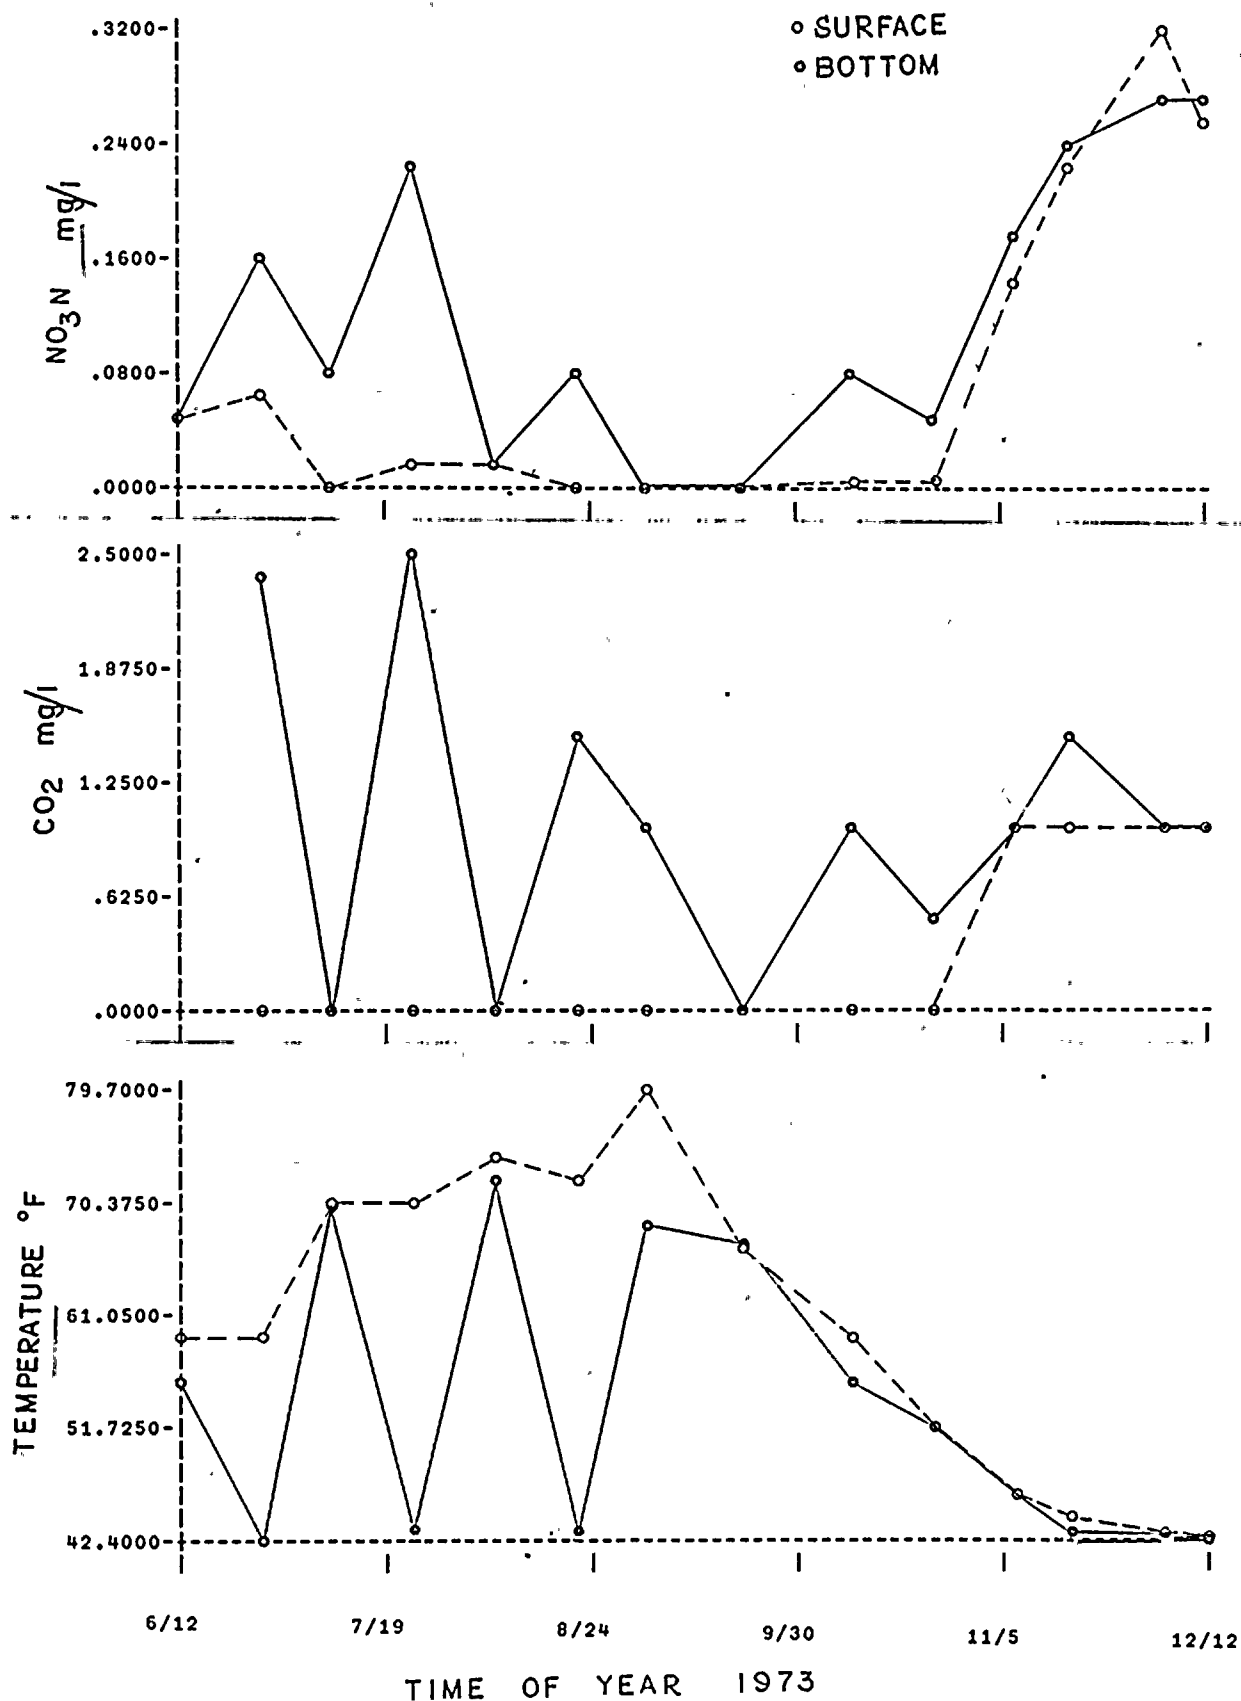 SURFACE
BOTTOM
.3200-
.2400-
.1600-
.0800-
.0000-
NO3N mg/l
2.5000-
1.8750-
1.2500-
.6250-
.0000-
CO2 mg/l
79.7000-
70.3750-
61.0500-
51.7250-
42.4000-
TEMPERATURE °F
6/12 7/19 8/24 9/30 11/5 12/12
TIME OF YEAR 1973